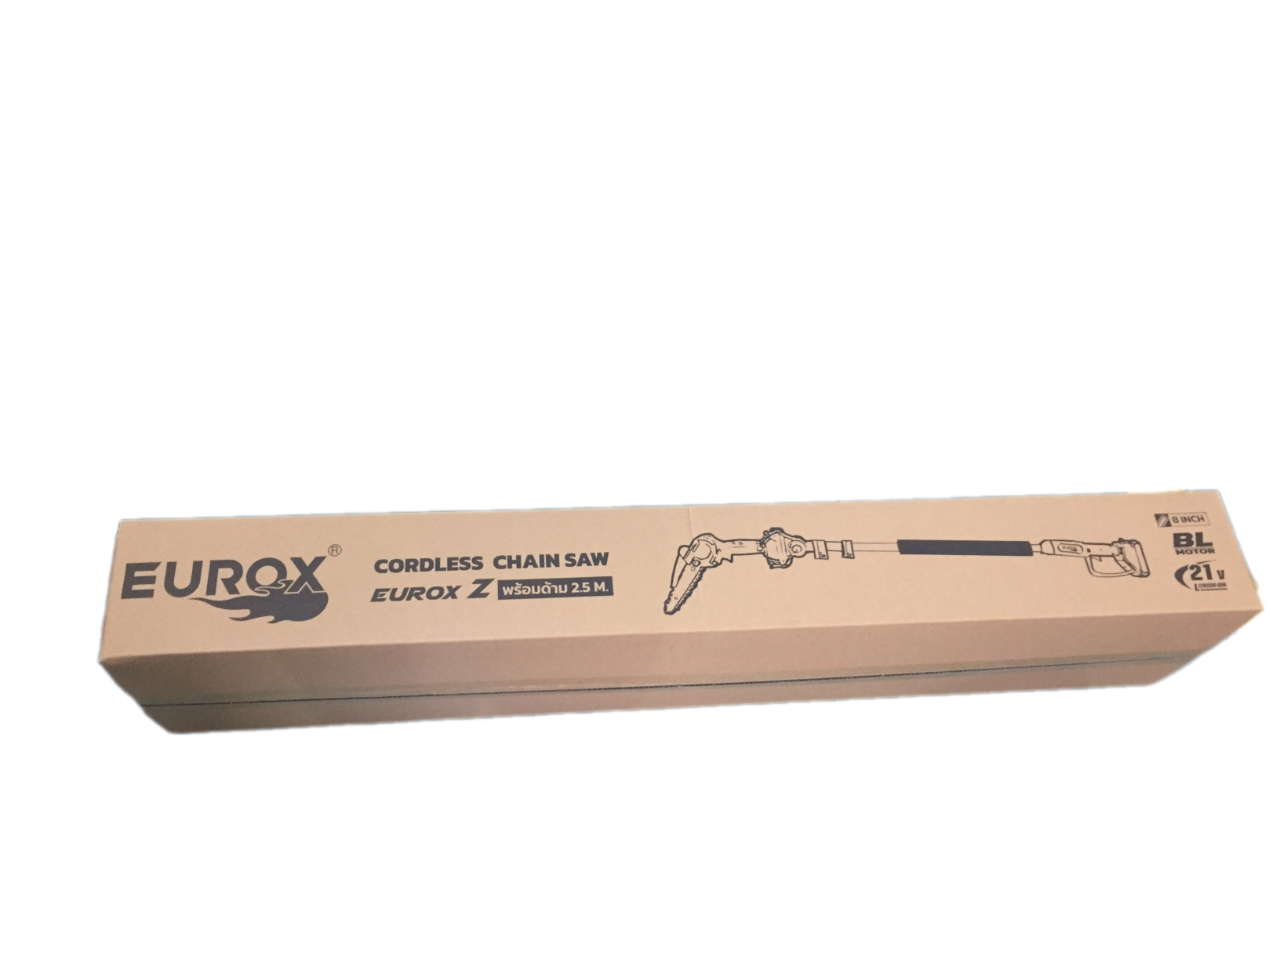 EUROX®
CORDLESS CHAIN SAW
EUROX Z พร้อมด้าม 2.5 M.
8 INCH
BL
MOTOR
21 V